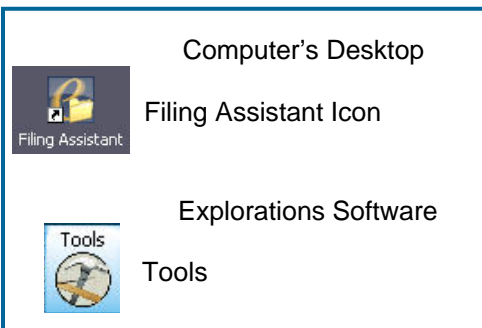 Computer's Desktop
Filing Assistant Icon
Filing Assistant
Explorations Software
Tools
Tools